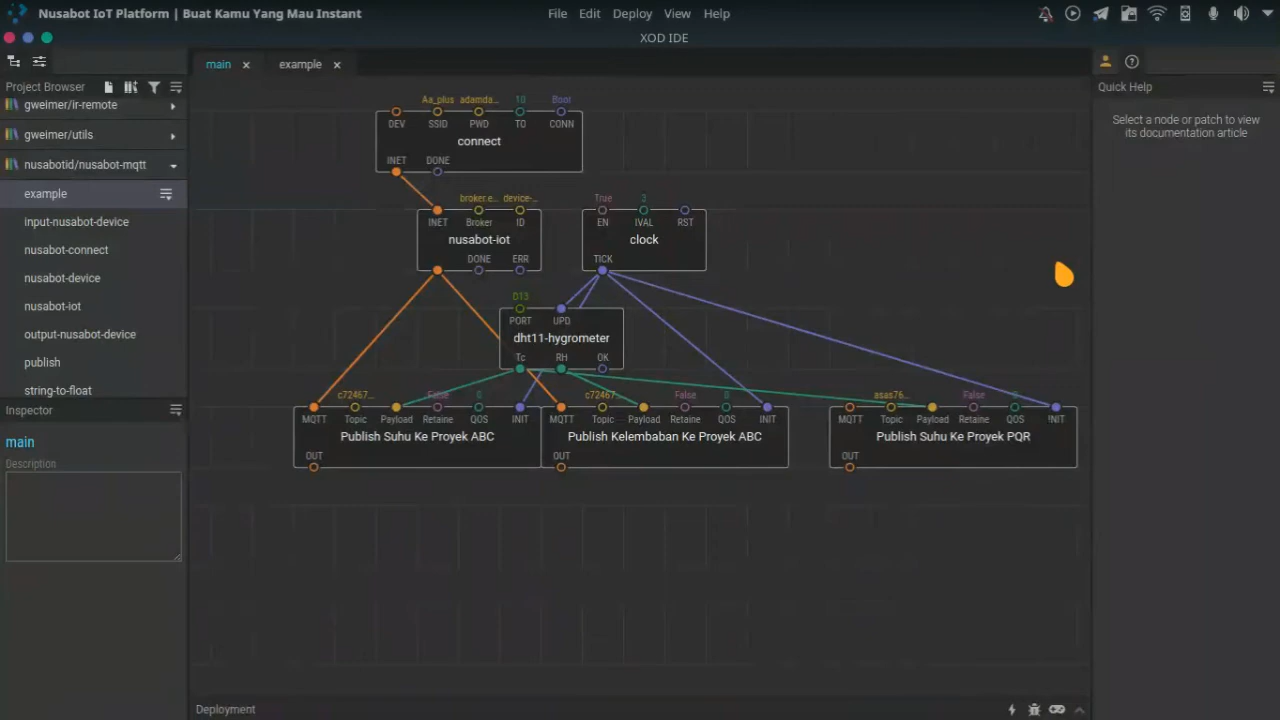 Nusabot IoT Platform | Buat Kamu Yang Mau Instant
File Edit Deploy View Help
XOD IDE
main
example
Project Browser
gweimer/ir-remote
gweimer/utils
nusabotid/nusabot-mqtt
example
input-nusabot-device
nusabot-connect
nusabot-device
nusabot-iot
output-nusabot-device
publish
string-to-float
Inspector
main
Description
Aa_plus adamda... 10 Bool
DEV SSID PWD TO CONN
connect
INET DONE
broker.e... device-...
INET Broker ID
nusabot-iot
DONE ERR
True 2
EN IVAL RST
clock
TICK
D13
PORT UPD
dht11-hygrometer
Tc RH OK
c72467... False 0
MQTT Topic Payload Retaine QOS INIT
Publish Suhu Ke Proyek ABC
OUT
c72467... False 0
MQTT Topic Payload Retaine QOS INIT
Publish Kelembaban Ke Proyek ABC
OUT
asas76... False 0
MQTT Topic Payload Retaine QOS INIT
Publish Suhu Ke Proyek PQR
OUT
Quick Help
Select a node or patch to view
its documentation article
Deployment